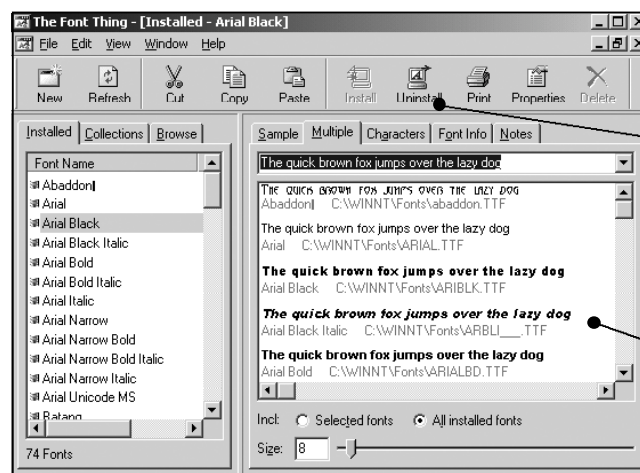 The Font Thing - [Installed - Arial Black]
File Edit View Window Help
New Refresh Cut Copy Paste Install Uninstall Print Properties Delete
Installed Collections Browse
Font Name
Abaddon
Arial
Arial Black
Arial Black Italic
Arial Bold
Arial Bold Italic
Arial Italic
Arial Narrow
Arial Narrow Bold
Arial Narrow Bold Italic
Arial Narrow Italic
Arial Unicode MS
Batang
74 Fonts
Sample Multiple Characters Font Info Notes
The quick brown fox jumps over the lazy dog
The quick brown fox jumps over the lazy dog
Abaddon C:\WINNT\Fonts\abaddon.TTF
The quick brown fox jumps over the lazy dog
Arial C:\WINNT\Fonts\ARIAL.TTF
The quick brown fox jumps over the lazy dog
Arial Black C:\WINNT\Fonts\ARIBLK.TTF
The quick brown fox jumps over the lazy dog
Arial Black Italic C:\WINNT\Fonts\ARBLI___.TTF
The quick brown fox jumps over the lazy dog
Arial Bold C:\WINNT\Fonts\ARIALBD.TTF
Incl: Selected fonts All installed fonts
Size: 8